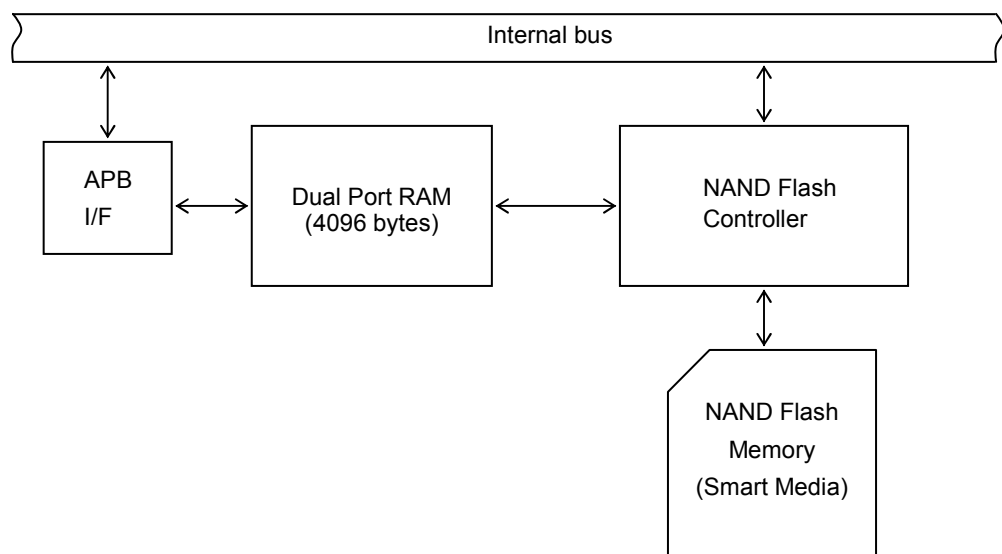 Internal bus
APB
I/F
Dual Port RAM
(4096 bytes)
NAND Flash
Controller
NAND Flash
Memory
(Smart Media)